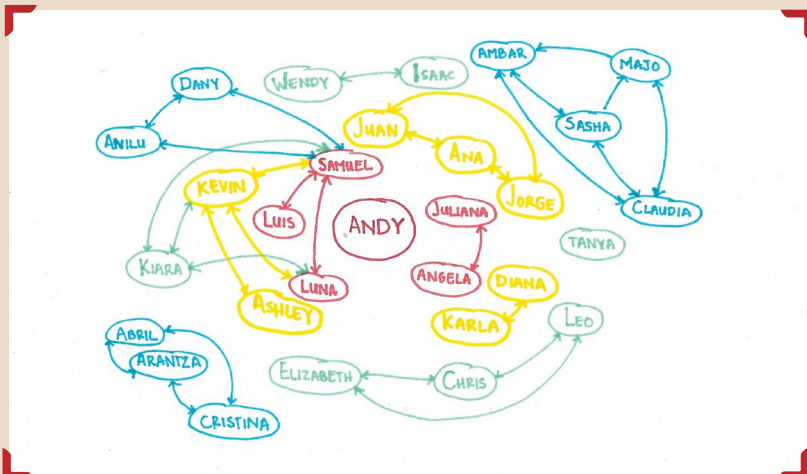 AMBAR
MAJO
WENDY
ISAAC
DANY
JUAN
SASHA
ANILU
ANA
SAMUEL
KEVIN
JORGE
LUIS
ANDY
JULIANA
CLAUDIA
TANYA
KIARA
LUNA
ANGELA
DIANA
ASHLEY
KARLA
LEO
ABRIL
ARANTZA
ELIZABETH
CHRIS
CRISTINA